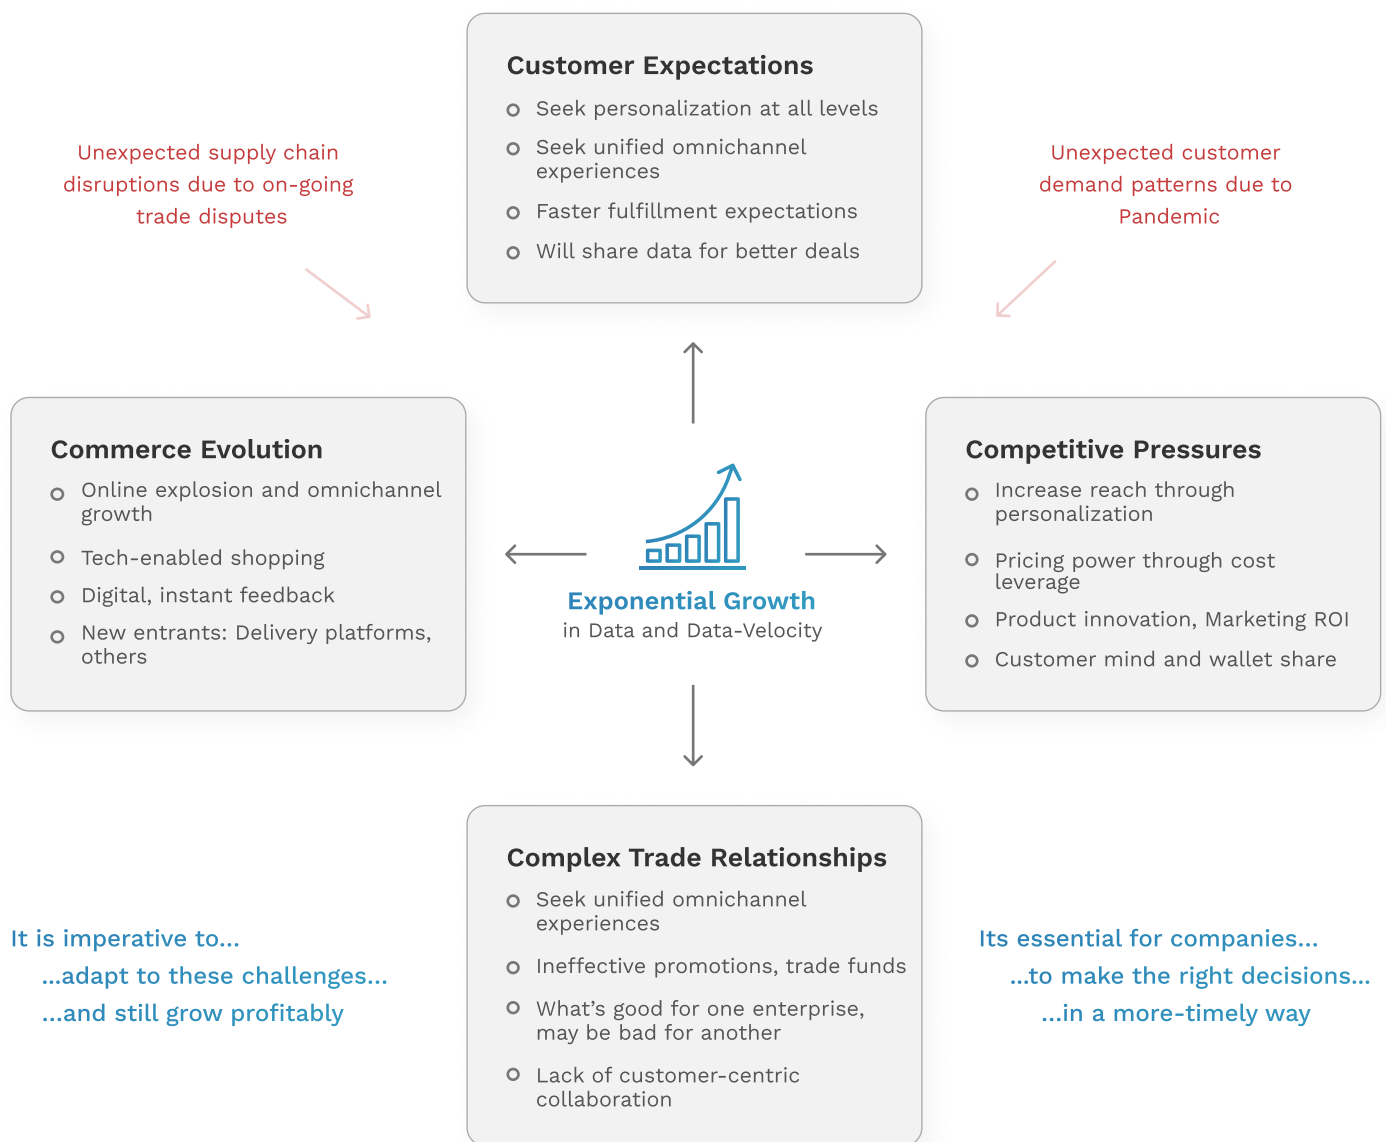 Customer Expectations
Seek personalization at all levels
Seek unified omnichannel
experiences
Faster fulfillment expectations
Will share data for better deals
Unexpected supply chain
disruptions due to on-going
trade disputes
Unexpected customer
demand patterns due to
Pandemic
Commerce Evolution
Online explosion and omnichannel
growth
Tech-enabled shopping
Digital, instant feedback
New entrants: Delivery platforms,
others
Exponential Growth
in Data and Data-Velocity
Competitive Pressures
Increase reach through
personalization
Pricing power through cost
leverage
Product innovation, Marketing ROI
Customer mind and wallet share
Complex Trade Relationships
Seek unified omnichannel
experiences
Ineffective promotions, trade funds
What’s good for one enterprise,
may be bad for another
Lack of customer-centric
collaboration
It is imperative to...
...adapt to these challenges...
...and still grow profitably
Its essential for companies...
...to make the right decisions...
...in a more-timely way